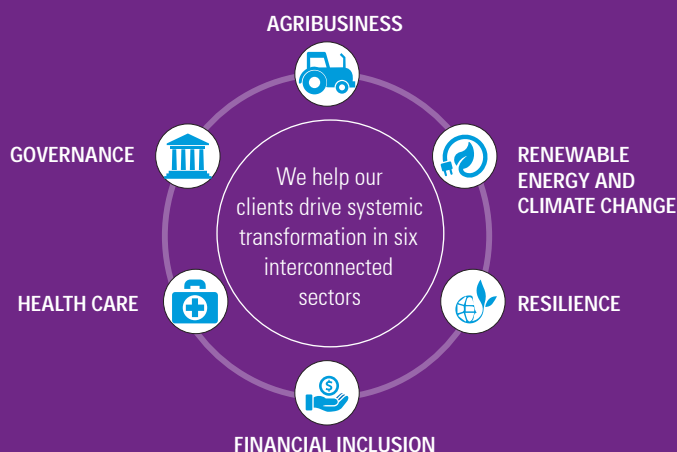 AGRIBUSINESS
GOVERNANCE
RENEWABLE
ENERGY AND
CLIMATE CHANGE
We help our
clients drive systemic
transformation in six
interconnected
sectors
HEALTH CARE
RESILIENCE
$
FINANCIAL INCLUSION